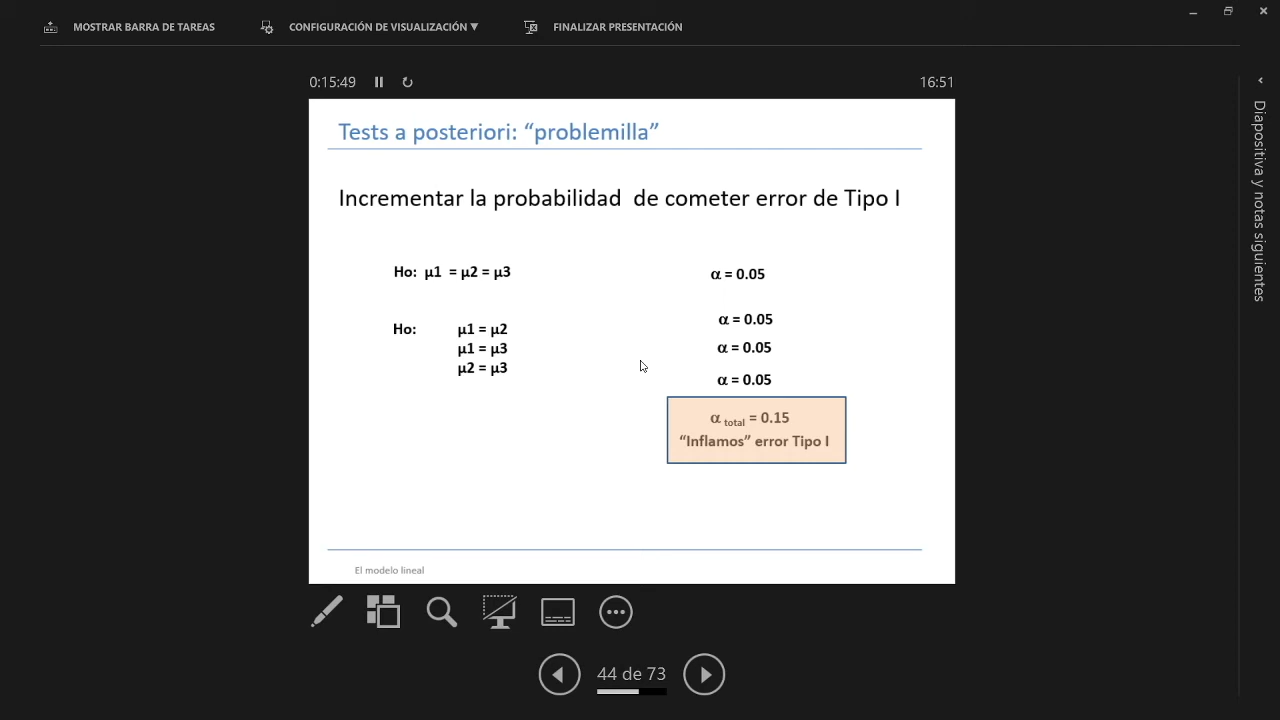 MOSTRAR BARRA DE TAREAS
CONFIGURACIÓN DE VISUALIZACIÓN ▼
FINALIZAR PRESENTACIÓN
0:15:49
16:51
Tests a posteriori: “problemilla”
Incrementar la probabilidad  de cometer error de Tipo I
Ho:  μ1  = μ2 = μ3
α = 0.05
Ho:
μ1 = μ2
α = 0.05
μ1 = μ3
α = 0.05
μ2 = μ3
α = 0.05
α total = 0.15
“Inflamos” error Tipo I
El modelo lineal
44 de 73
Diapositiva y notas siguientes